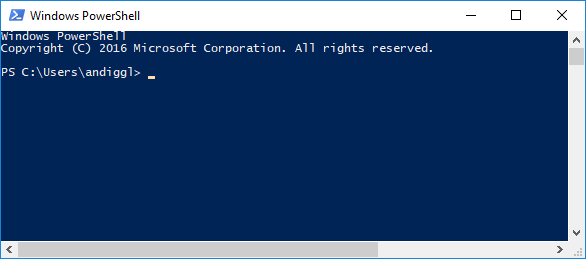 Windows PowerShell
Windows PowerShell
Copyright (C) 2016 Microsoft Corporation. All rights reserved.
PS C:\Users\andiggl>